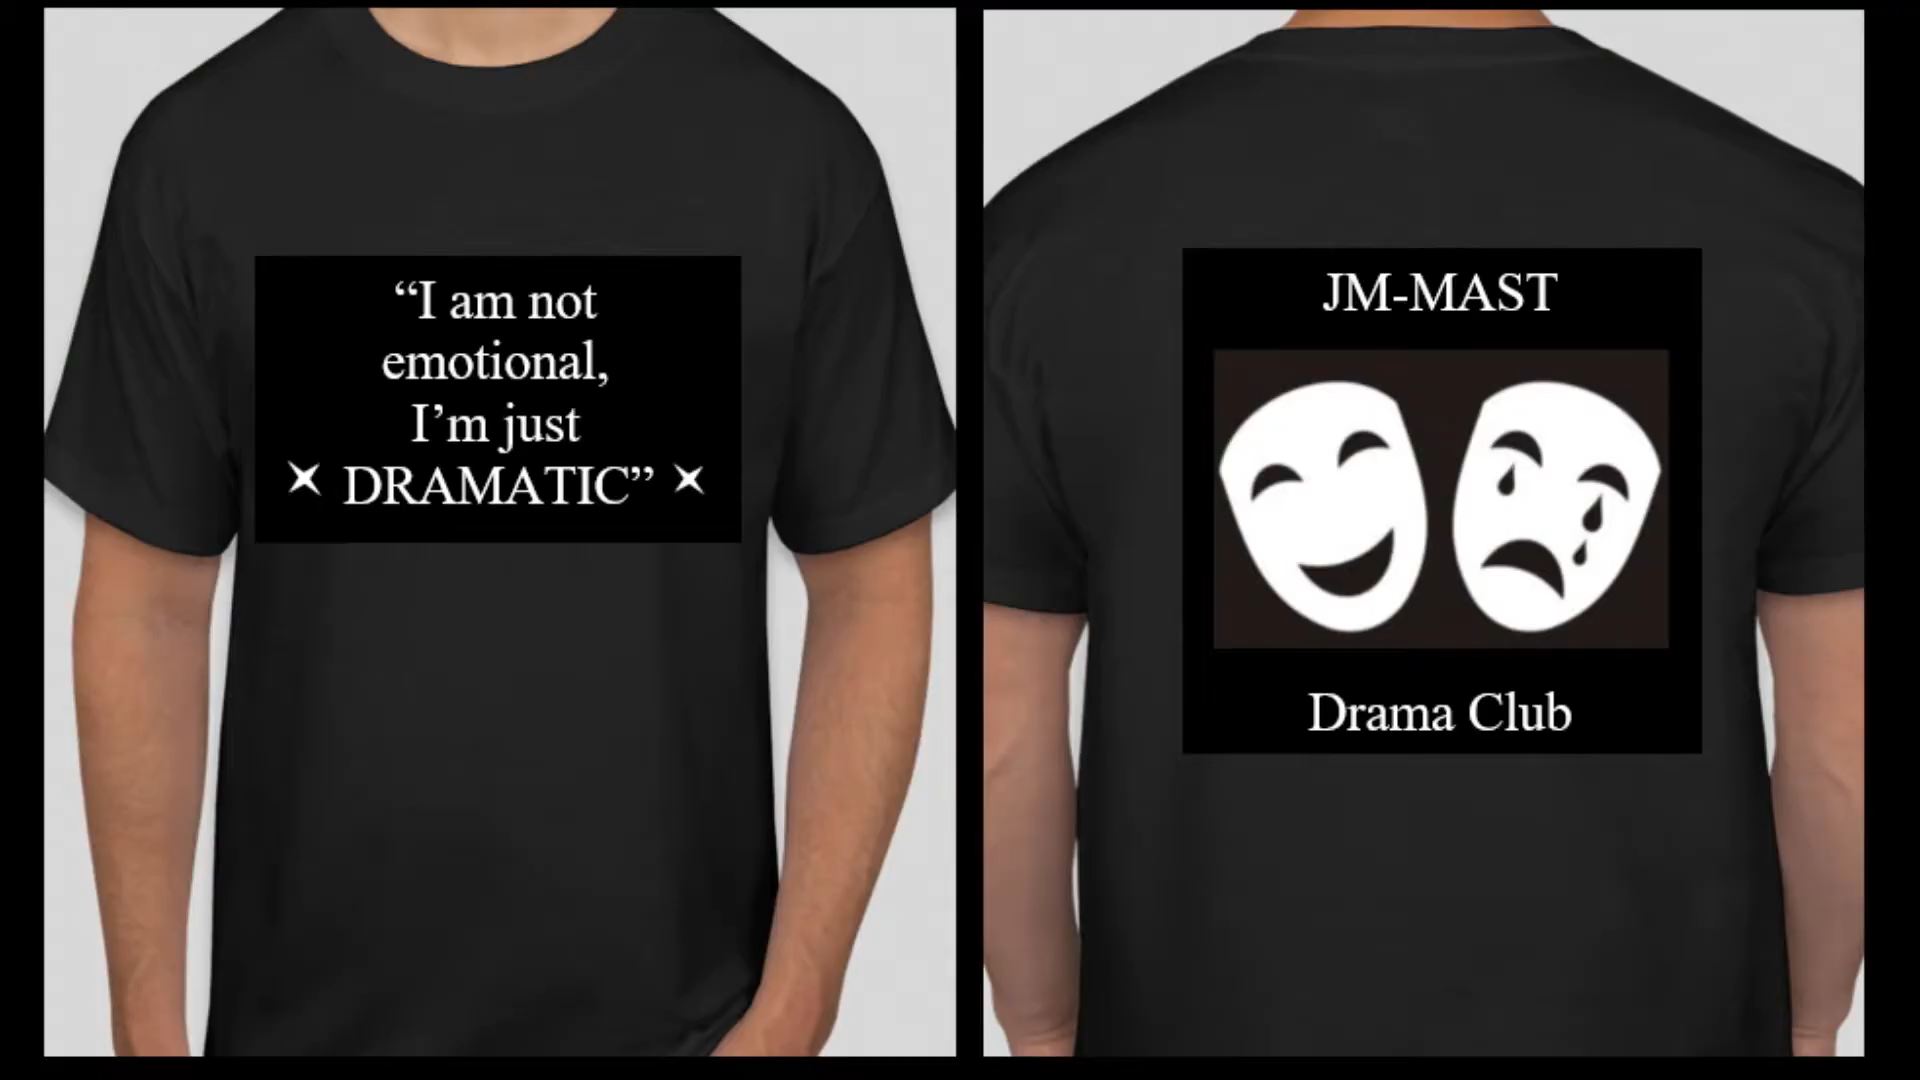 “I am not
emotional,
I’m just
DRAMATIC”
JM-MAST
Drama Club